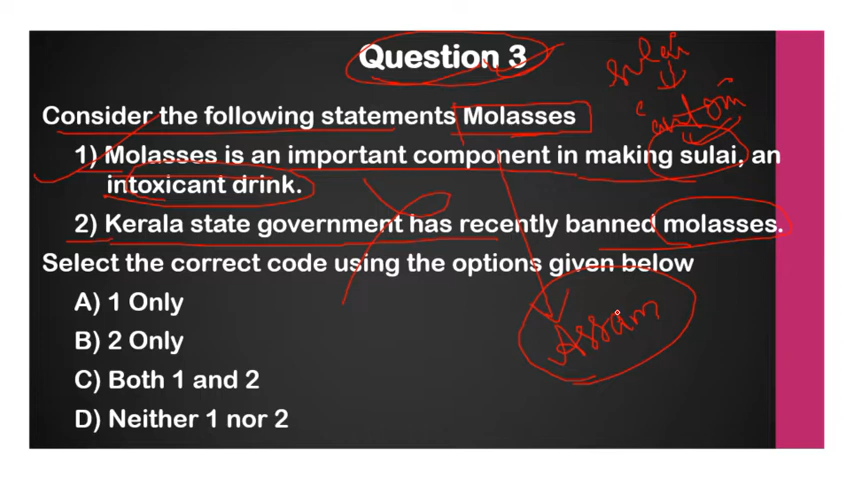 Question 3
sulai
Consider the following statements Molasses
1) Molasses is an important component in making sulai, an
intoxicant drink.
2) Kerala state government has recently banned molasses.
Select the correct code using the options given below
A) 1 Only
Assam
B) 2 Only
C) Both 1 and 2
D) Neither 1 nor 2